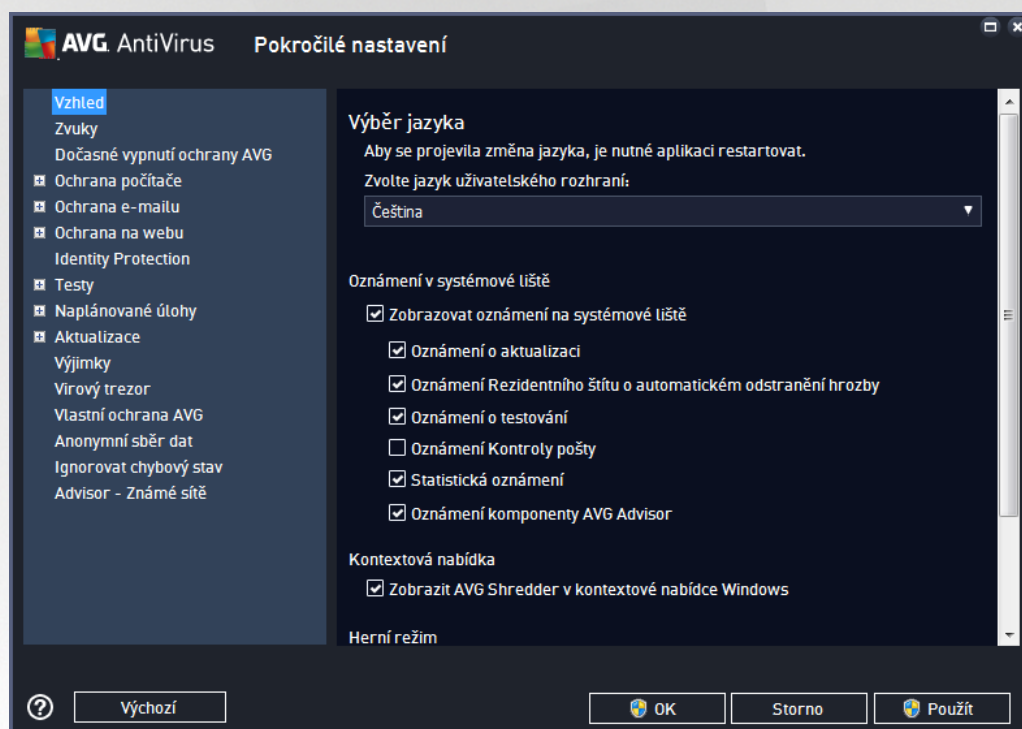 AVG. AntiVirus Pokročilé nastavení
Vzhled
Zvuky
Dočasné vypnutí ochrany AVG
Ochrana počítače
Ochrana e-mailu
Ochrana na webu
Identity Protection
Testy
Naplánované úlohy
Aktualizace
Výjimky
Virový trezor
Vlastní ochrana AVG
Anonymní sběr dat
Ignorovat chybový stav
Advisor - Známé sítě
Výběr jazyka
Aby se projevila změna jazyka, je nutné aplikaci restartovat.
Zvolte jazyk uživatelského rozhraní:
Čeština
Oznámení v systémové liště
Zobrazovat oznámení na systémové liště
Oznámení o aktualizaci
Oznámení Rezidentního štítu o automatickém odstranění hrozby
Oznámení o testování
Oznámení Kontroly pošty
Statistická oznámení
Oznámení komponenty AVG Advisor
Kontextová nabídka
Zobrazit AVG Shredder v kontextové nabídce Windows
Herní režim
? Výchozí OK Storno Použít